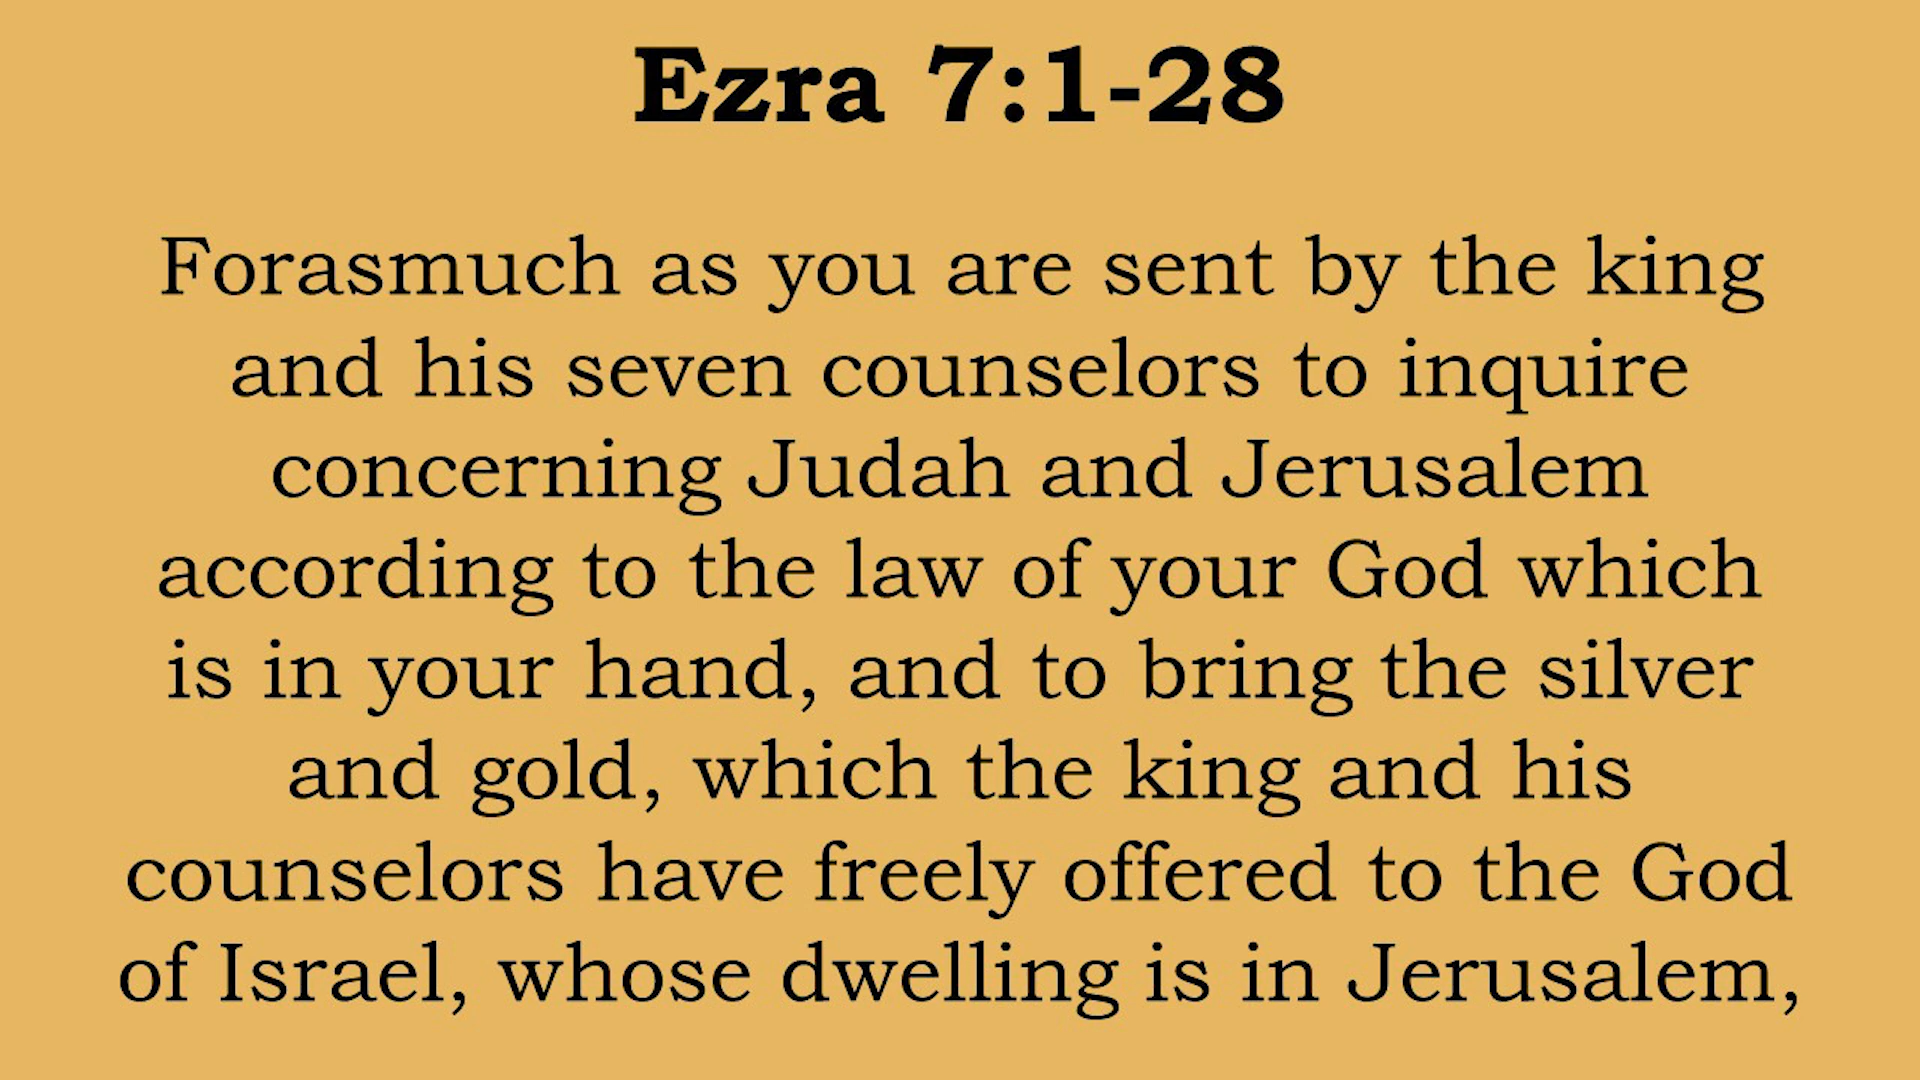 Ezra 7:1-28
Forasmuch as you are sent by the king
and his seven counselors to inquire
concerning Judah and Jerusalem
according to the law of your God which
is in your hand, and to bring the silver
and gold, which the king and his
counselors have freely offered to the God
of Israel, whose dwelling is in Jerusalem,